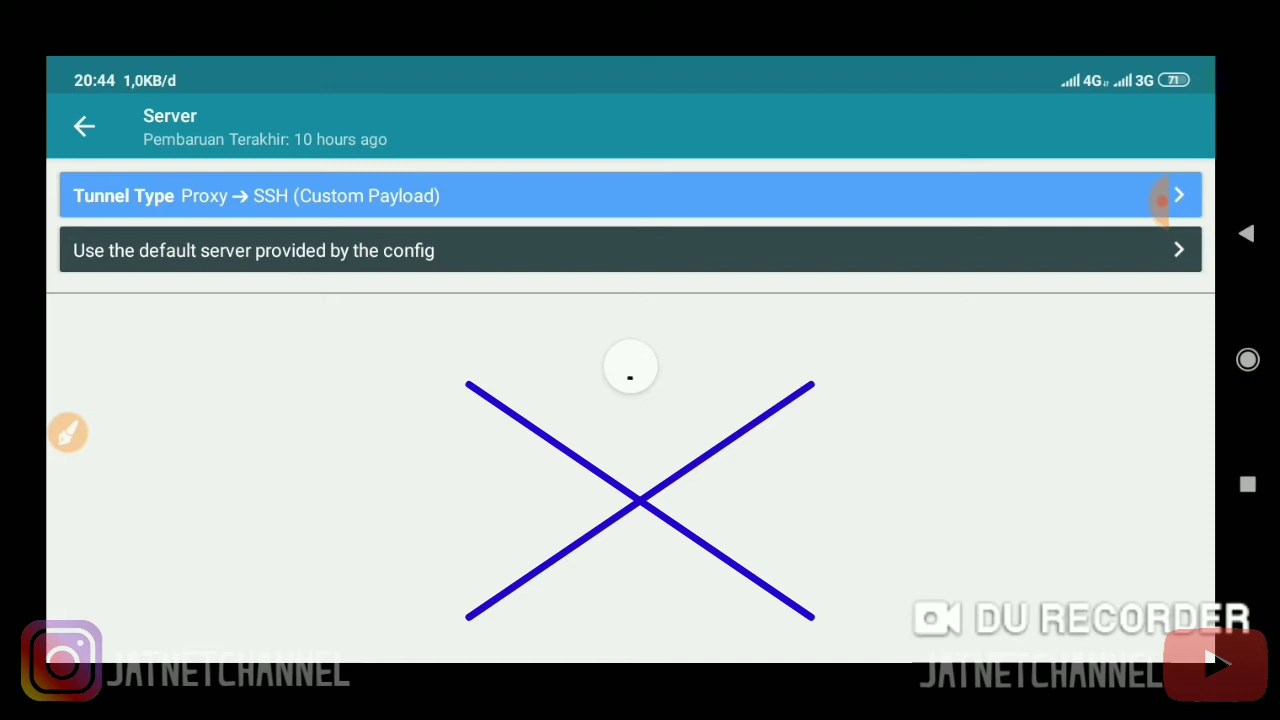 20:44 1,0KB/d
4G 3G 71
Server
Pembaruan Terakhir: 10 hours ago
Tunnel Type Proxy → SSH (Custom Payload)
Use the default server provided by the config
DU RECORDER
JATNETCHANNEL
JATNETCHANNEL